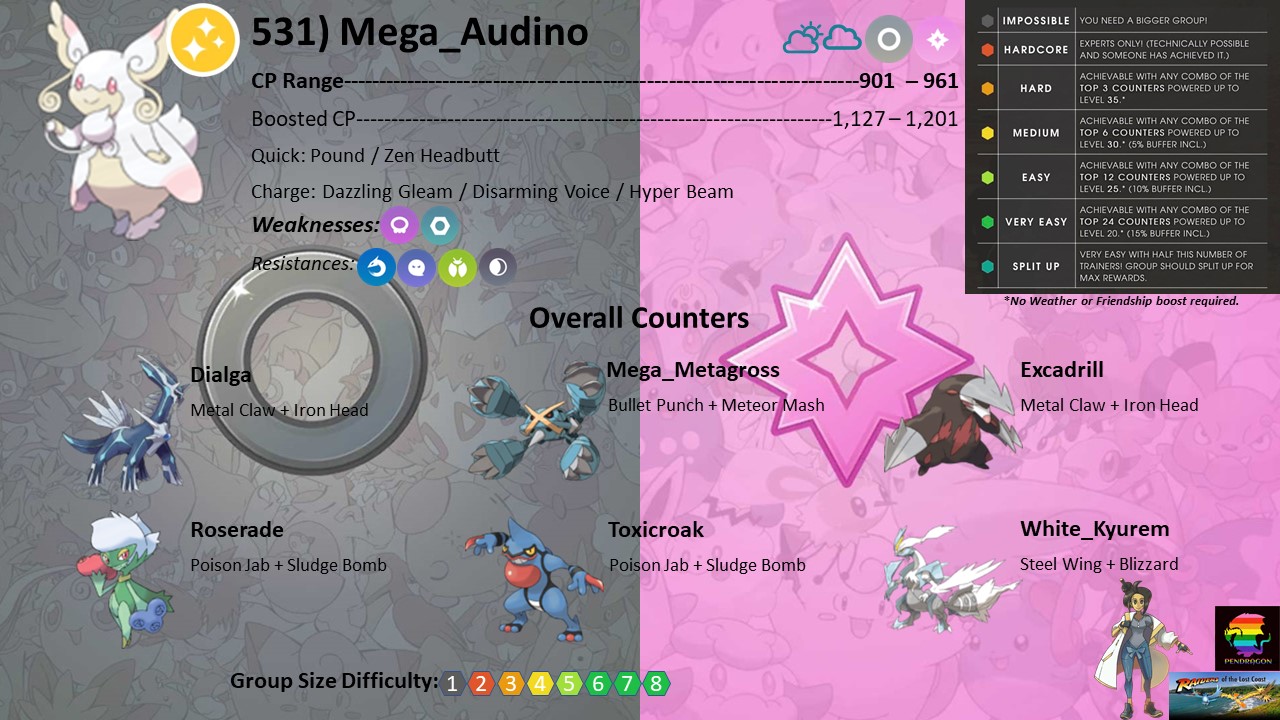 531) Mega_Audino
CP Range--------------------------------------------------------------------------------901 – 961
Boosted CP--------------------------------------------------------------------------1,127 – 1,201
Quick: Pound / Zen Headbutt
Charge: Dazzling Gleam / Disarming Voice / Hyper Beam
Weaknesses:
Resistances:
IMPOSSIBLE YOU NEED A BIGGER GROUP!
HARDCORE EXPERTS ONLY! (TECHNICALLY POSSIBLE
AND SOMEONE HAS ACHIEVED IT.)
HARD ACHIEVABLE WITH ANY COMBO OF THE
TOP 3 COUNTERS POWERED UP TO
LEVEL 35.*
MEDIUM ACHIEVABLE WITH ANY COMBO OF THE
TOP 6 COUNTERS POWERED UP TO
LEVEL 30.* (5% BUFFER INCL.)
EASY ACHIEVABLE WITH ANY COMBO OF THE
TOP 12 COUNTERS POWERED UP TO
LEVEL 25.* (10% BUFFER INCL.)
VERY EASY ACHIEVABLE WITH ANY COMBO OF THE
TOP 24 COUNTERS POWERED UP TO
LEVEL 20.* (15% BUFFER INCL.)
SPLIT UP VERY EASY WITH HALF THIS NUMBER OF
TRAINERS! GROUP SHOULD SPLIT UP FOR
MAX REWARDS.
*No Weather or Friendship boost required.
Overall Counters
Dialga
Metal Claw + Iron Head
Mega_Metagross
Bullet Punch + Meteor Mash
Excadrill
Metal Claw + Iron Head
Roserade
Poison Jab + Sludge Bomb
Toxicroak
Poison Jab + Sludge Bomb
White_Kyurem
Steel Wing + Blizzard
Group Size Difficulty: 1 2 3 4 5 6 7 8
PENDRAGON
RAIDERS of the Lost Coast